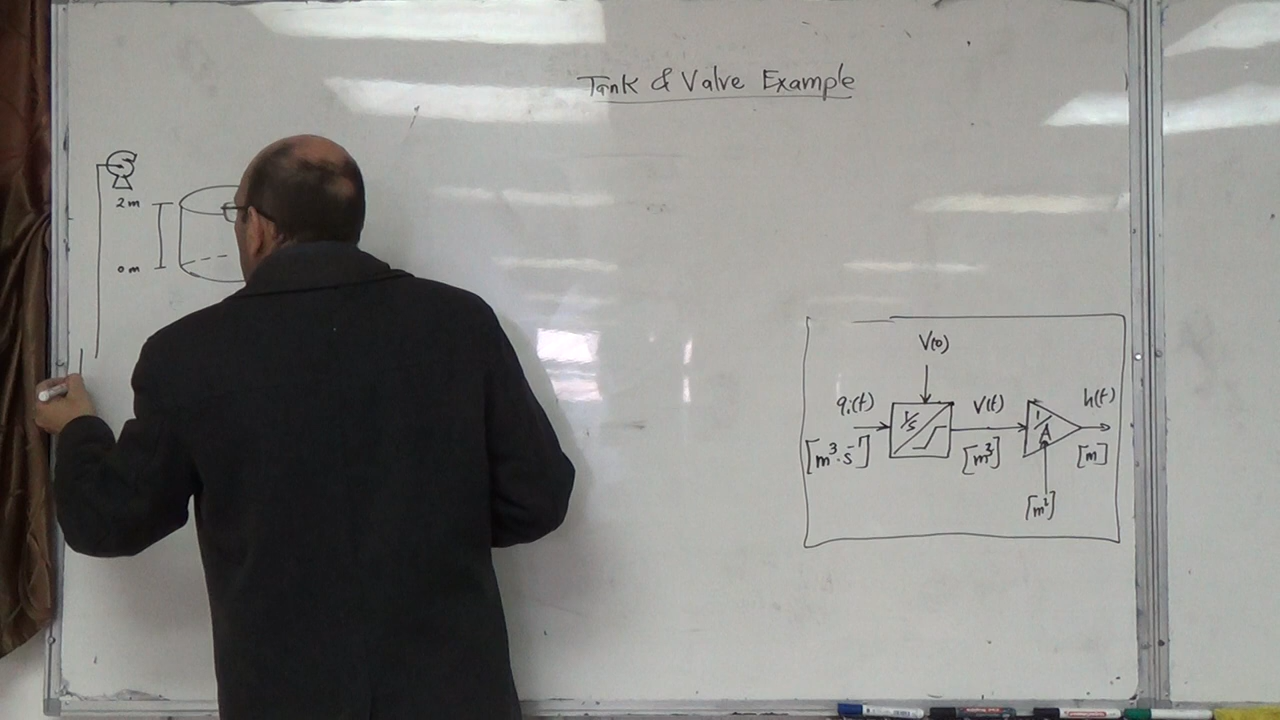 Tank & Valve Example
2m
0m
V(0)
qi(t)
V(t)
h(t)
1/s
1/A
[m³·s⁻¹]
[m³]
[m]
[m²]